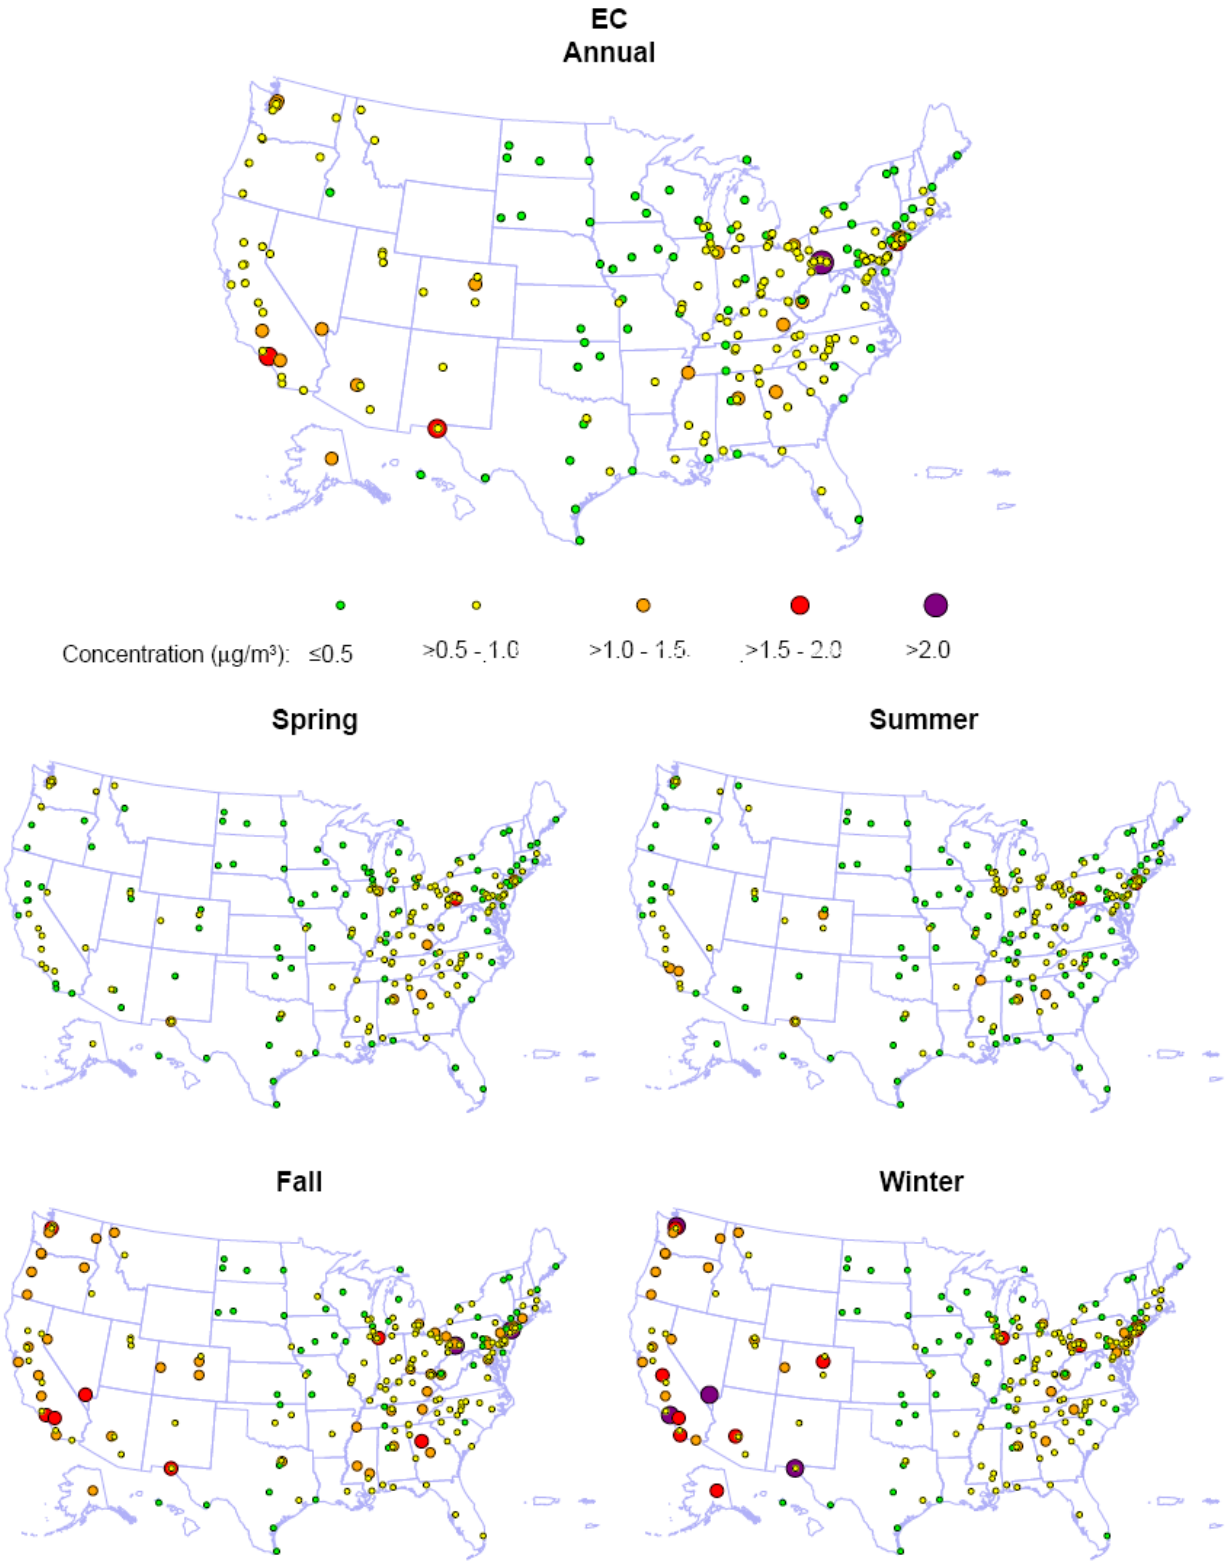 EC
Annual
Concentration (µg/m³): ≤0.5 >0.5 - 1.0 >1.0 - 1.5 >1.5 - 2.0 >2.0
Spring Summer
Fall Winter